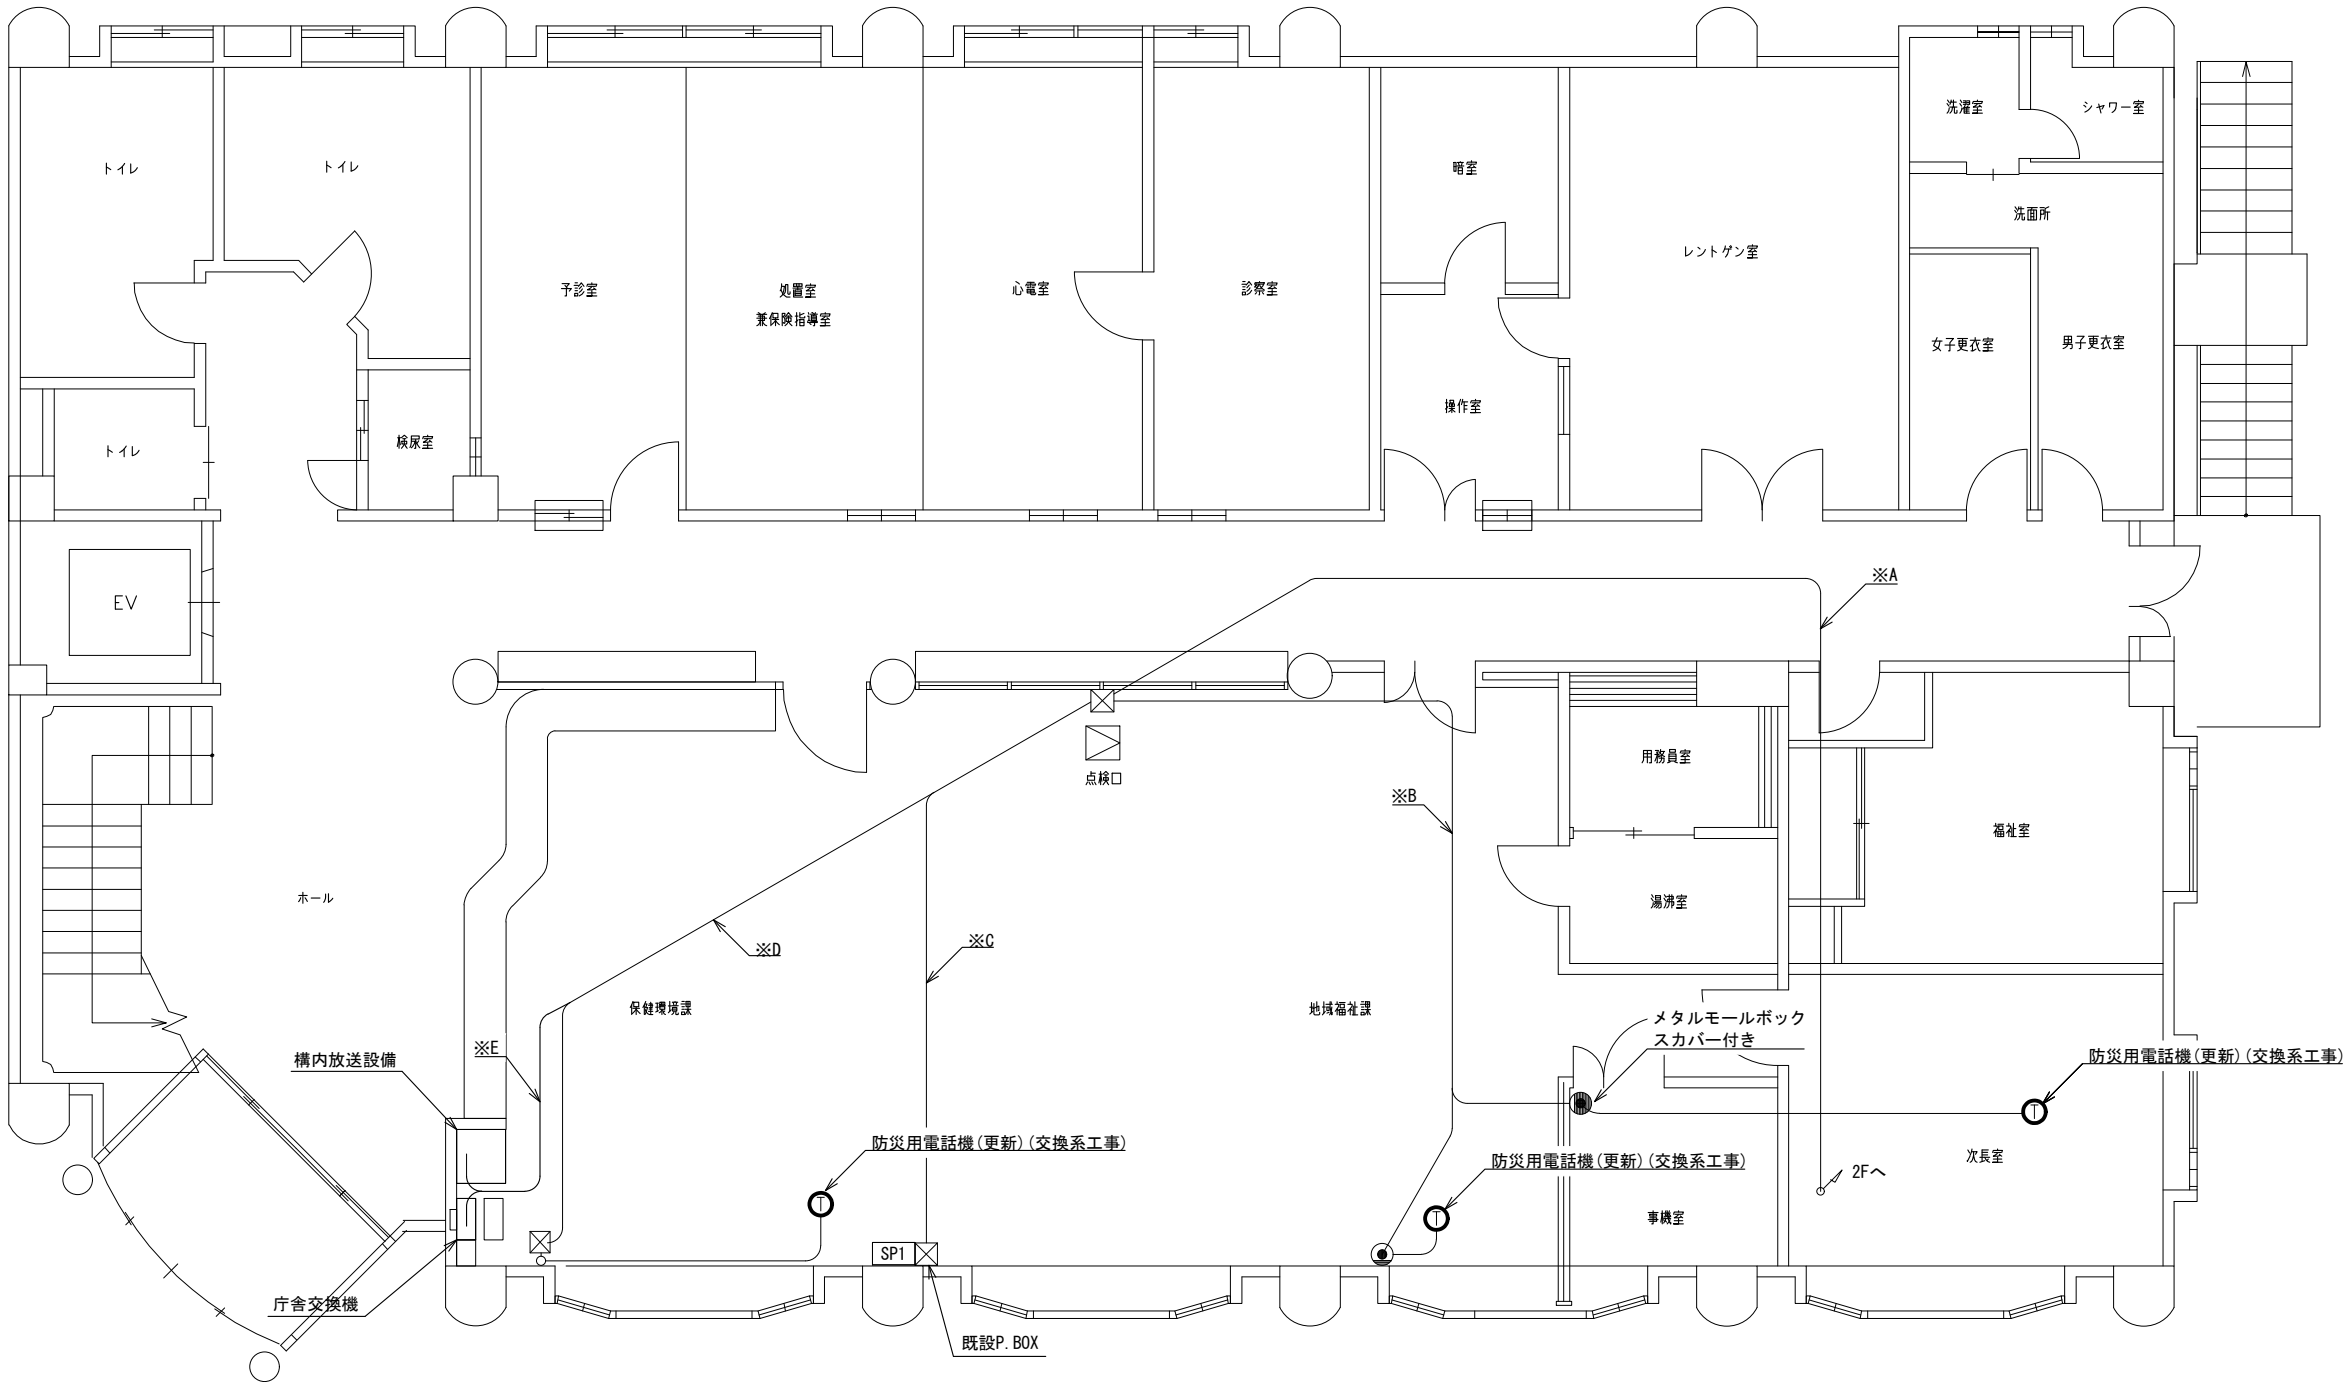 洗濯室
シャワー室
トイレ
トイレ
暗室
洗面所
レントゲン室
予診室
処置室
兼保険指導室
心電室
診察室
女子更衣室
男子更衣室
操作室
トイレ
検尿室
EV
※A
点検口
用務員室
※B
福祉室
ホール
湯沸室
※D
※C
保健環境課
地域福祉課
メタルモールボック
スカバー付き
※E
構内放送設備
防災用電話機(更新)(交換系工事)
防災用電話機(更新)(交換系工事)
防災用電話機(更新)(交換系工事)
次長室
2Fへ
T
T
T
事機室
SP1
庁舎交換機
既設P.BOX